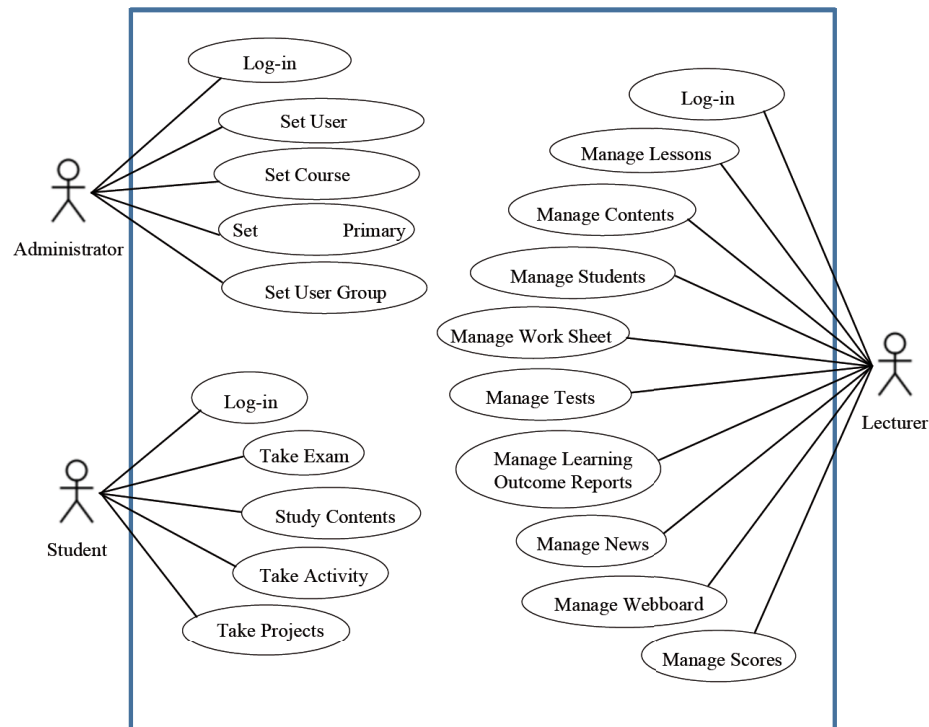 Log-in
Set User
Set Course
Set Primary
Set User Group
Administrator
Log-in
Take Exam
Study Contents
Take Activity
Take Projects
Student
Log-in
Manage Lessons
Manage Contents
Manage Students
Manage Work Sheet
Manage Tests
Manage Learning
Outcome Reports
Manage News
Manage Webboard
Manage Scores
Lecturer